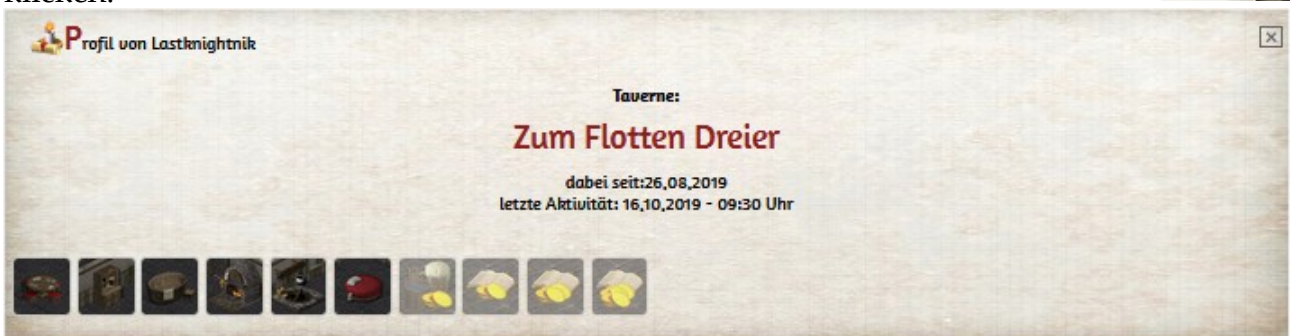 Profil von Lastknightnik
Taverne:
Zum Flotten Dreier
dabei seit:26.08.2019
letzte Aktivität: 16.10.2019 - 09:30 Uhr